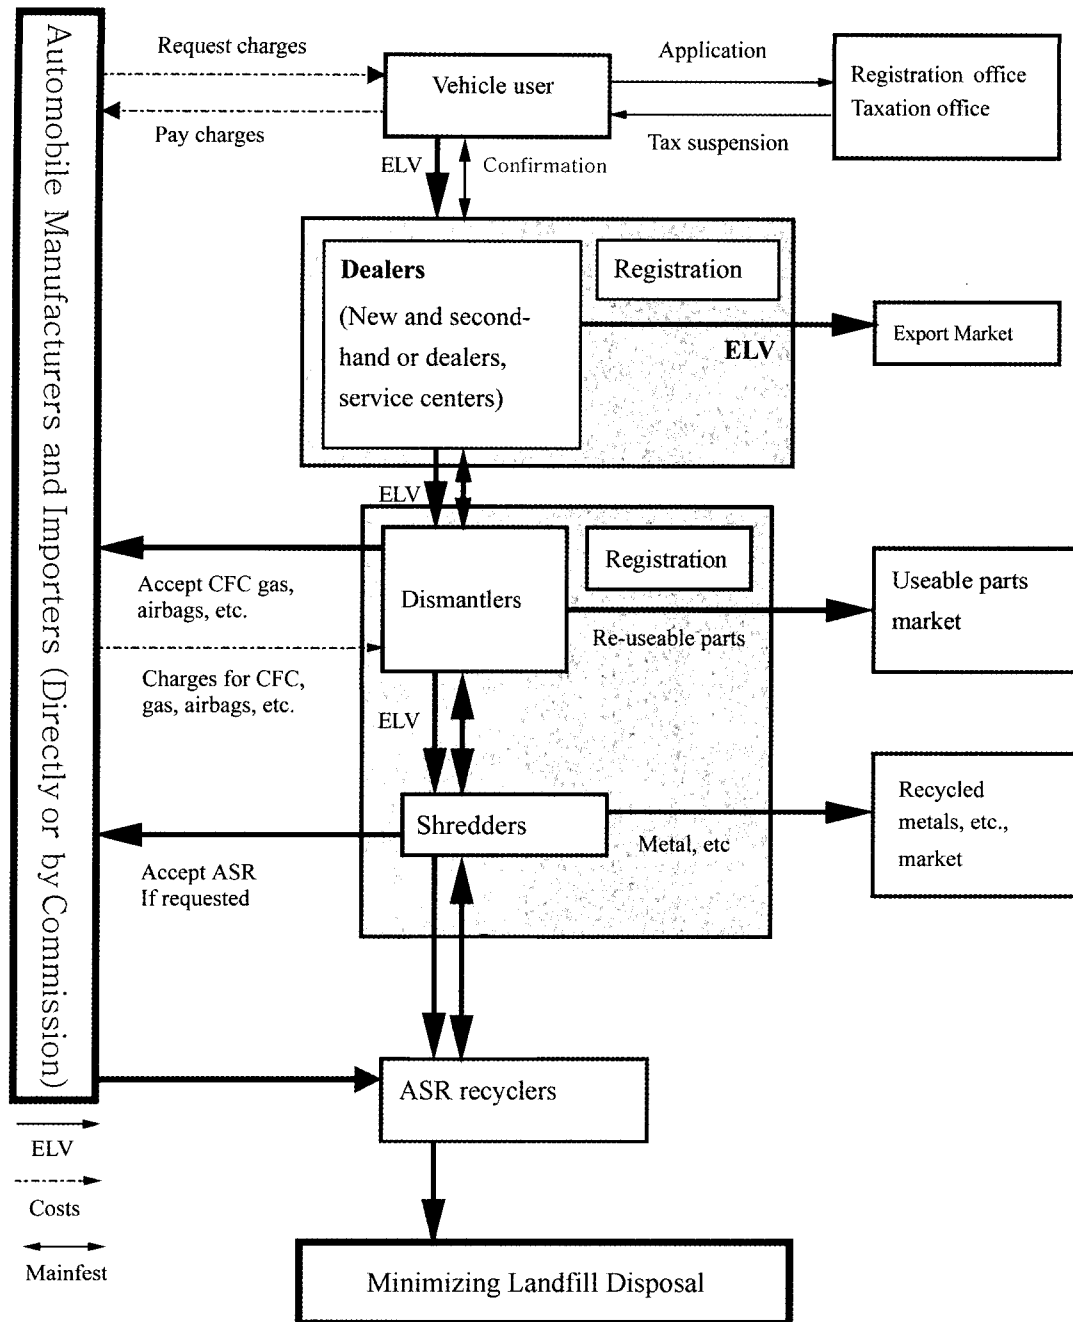 Automobile Manufacturers and Importers (Directly or by Commission)
Request charges
Pay charges
Vehicle user
Application
Tax suspension
Registration office
Taxation office
ELV
Confirmation
Dealers
(New and second-
hand or dealers,
service centers)
Registration
ELV
Export Market
ELV
Registration
Dismantlers
Accept CFC gas,
airbags, etc.
Charges for CFC,
gas, airbags, etc.
Re-useable parts
Useable parts
market
ELV
Shredders
Metal, etc
Recycled
metals, etc.,
market
Accept ASR
If requested
ASR recyclers
ELV
Costs
Mainfest
Minimizing Landfill Disposal